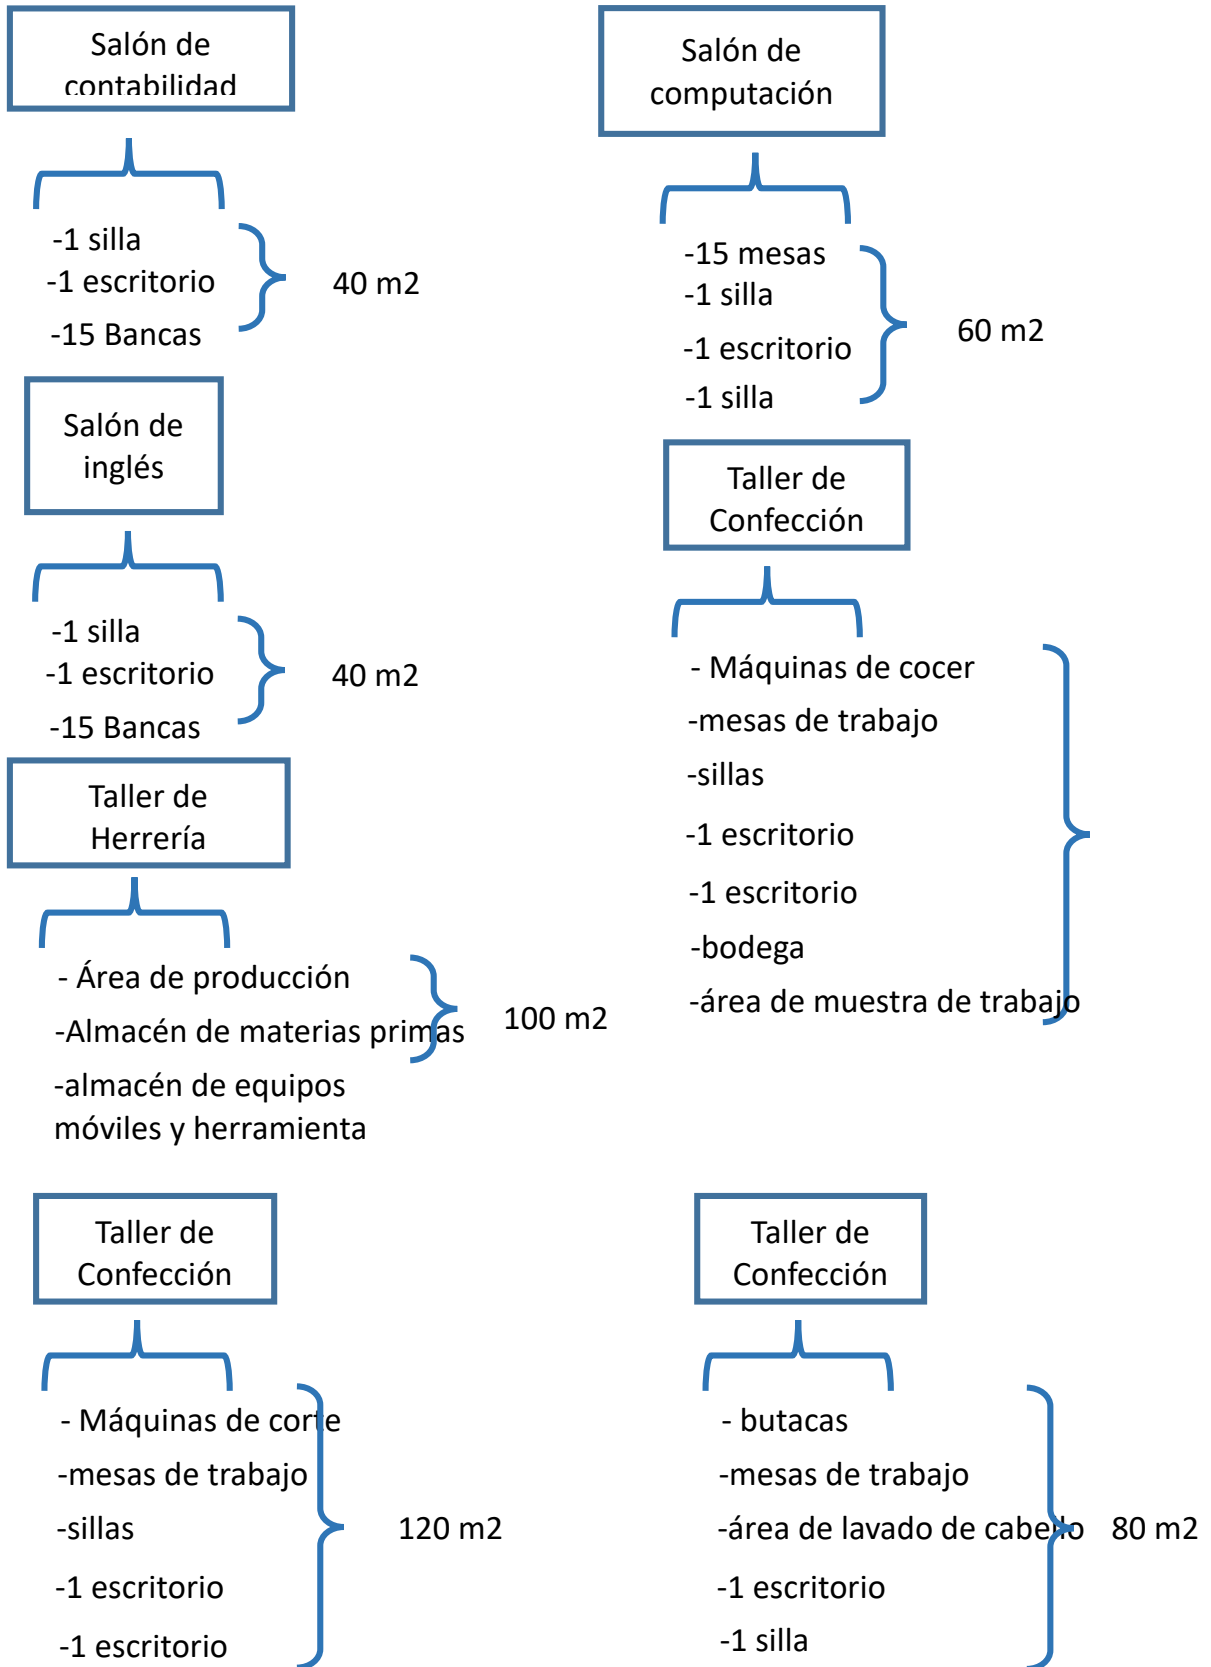 Salón de
contabilidad
-1 silla
-1 escritorio
-15 Bancas
40 m2
Salón de
computación
-15 mesas
-1 silla
-1 escritorio
-1 silla
60 m2
Salón de
inglés
-1 silla
-1 escritorio
-15 Bancas
40 m2
Taller de
Confección
- Máquinas de cocer
-mesas de trabajo
-sillas
-1 escritorio
-1 escritorio
-bodega
-área de muestra de trabajo
Taller de
Herrería
- Área de producción
-Almacén de materias primas
-almacén de equipos
móviles y herramienta
100 m2
Taller de
Confección
- Máquinas de corte
-mesas de trabajo
-sillas
-1 escritorio
-1 escritorio
120 m2
Taller de
Confección
- butacas
-mesas de trabajo
-área de lavado de cabello
-1 escritorio
-1 silla
80 m2